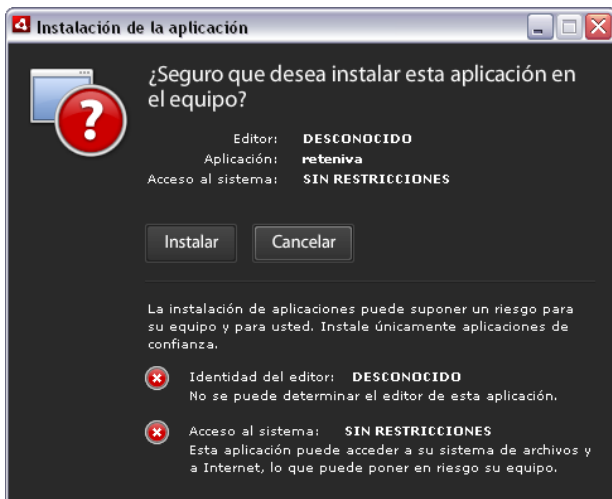 Instalación de la aplicación
¿Seguro que desea instalar esta aplicación en
el equipo?
Editor: DESCONOCIDO
Aplicación: reteniva
Acceso al sistema: SIN RESTRICCIONES
Instalar Cancelar
La instalación de aplicaciones puede suponer un riesgo para
su equipo y para usted. Instale únicamente aplicaciones de
confianza.
Identidad del editor: DESCONOCIDO
No se puede determinar el editor de esta aplicación.
Acceso al sistema: SIN RESTRICCIONES
Esta aplicación puede acceder a su sistema de archivos y
a Internet, lo que puede poner en riesgo su equipo.